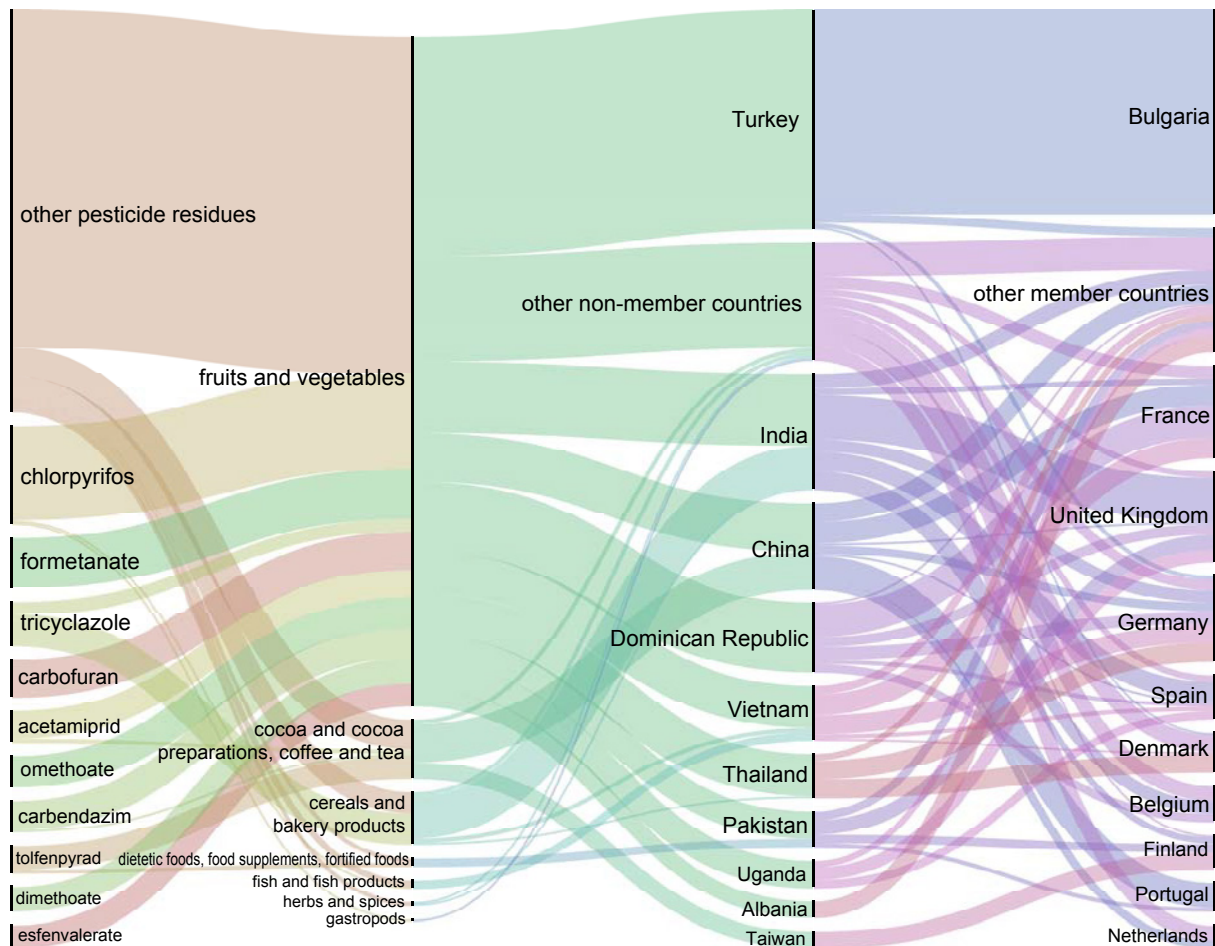 other pesticide residues
chlorpyrifos
formetanate
tricyclazole
carbofuran
acetamiprid
omethoate
carbendazim
tolfenpyrad
dimethoate
esfenvalerate
fruits and vegetables
cocoa and cocoa
preparations, coffee and tea
cereals and
bakery products
dietetic foods, food supplements, fortified foods
fish and fish products
herbs and spices
gastropods
Turkey
other non-member countries
India
China
Dominican Republic
Vietnam
Thailand
Pakistan
Uganda
Albania
Taiwan
Bulgaria
other member countries
France
United Kingdom
Germany
Spain
Denmark
Belgium
Finland
Portugal
Netherlands